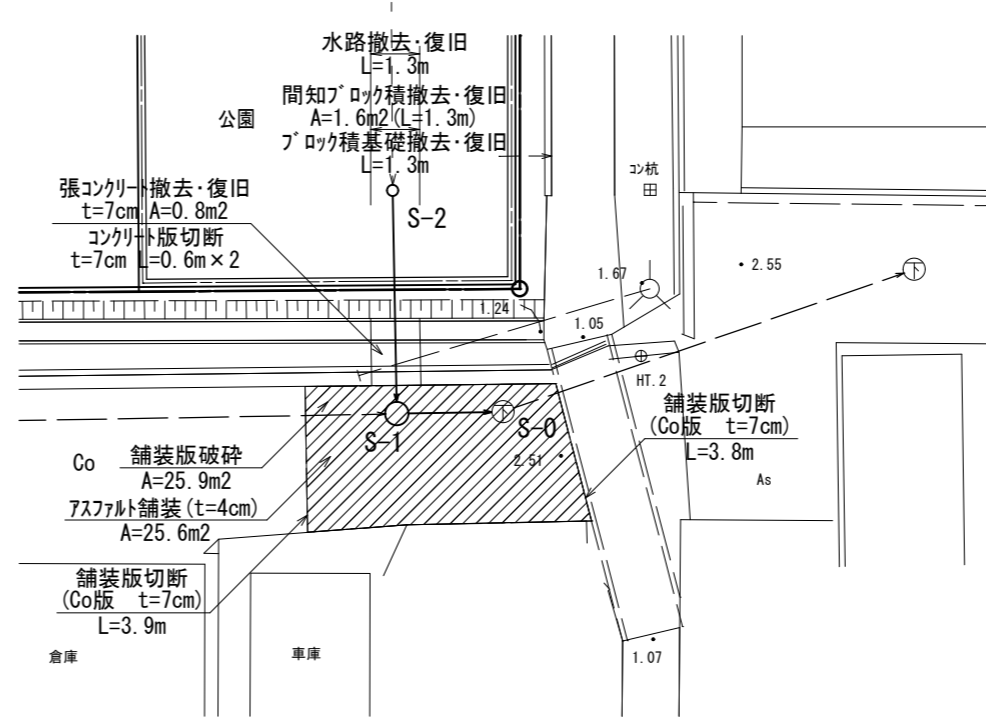 水路撤去・復旧
L=1.3m
間知ブロック積撤去・復旧
A=1.6m2(L=1.3m)
ブロック積基礎撤去・復旧
L=1.3m
公園
コン杭
張コンクリート撤去・復旧
t=7cm A=0.8m2
コンクリート版切断
t=7cm L=0.6m×2
S-2
1.67
2.55
下
1.24
1.05
HT.2
舗装版切断
(Co版 t=7cm)
L=3.8m
As
S-1
下
S-0
2.51
Co
舗装版破砕
A=25.9m2
アスファルト舗装(t=4cm)
A=25.6m2
舗装版切断
(Co版 t=7cm)
L=3.9m
倉庫
車庫
1.07